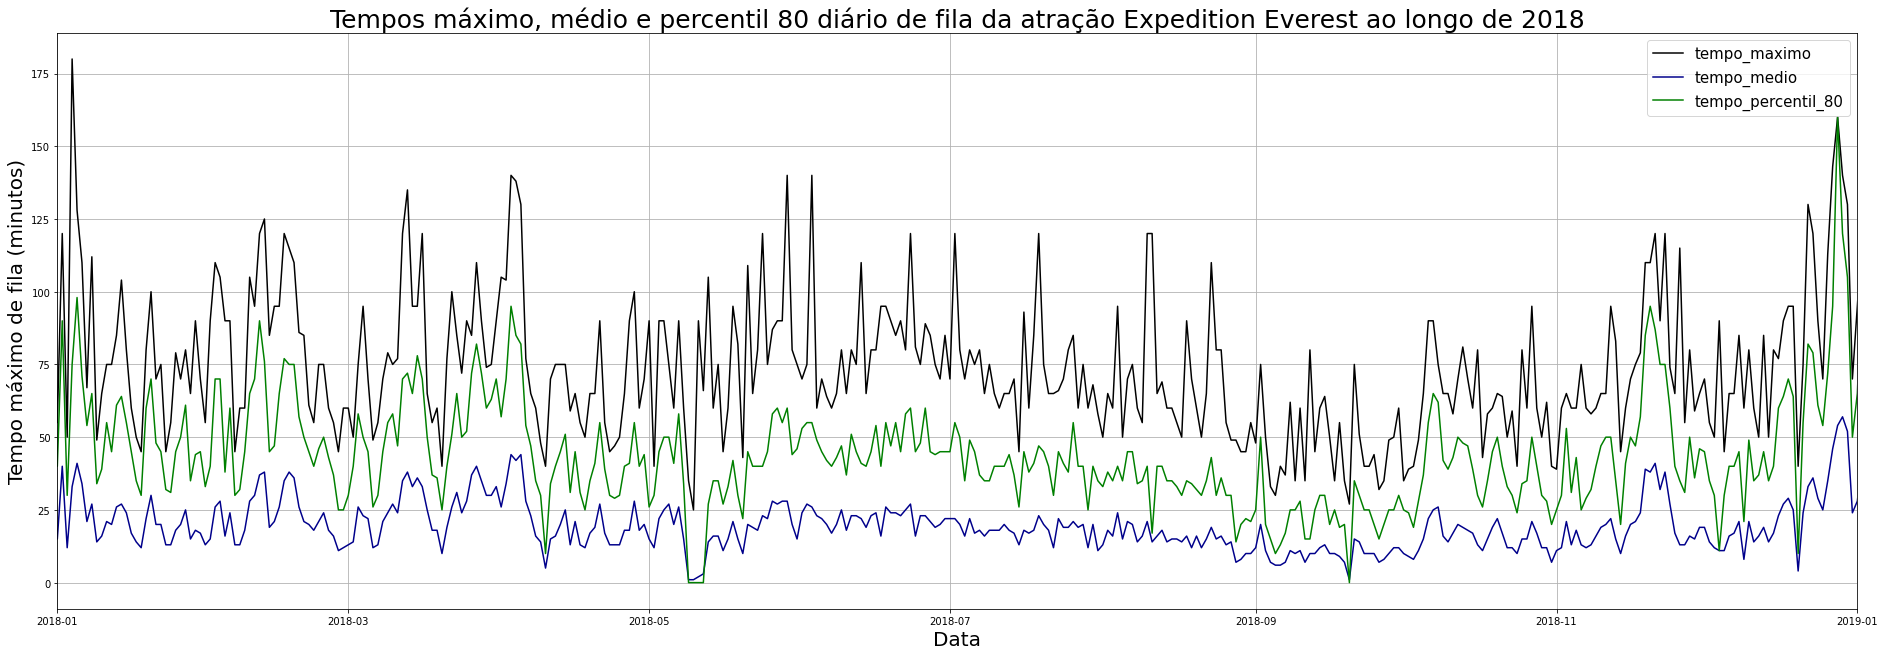 Tempos máximo, médio e percentil 80 diário de fila da atração Expedition Everest ao longo de 2018
tempo_maximo
tempo_medio
tempo_percentil_80
Tempo máximo de fila (minutos)
175
150
125
100
75
50
25
0
2018-01
2018-03
2018-05
2018-07
2018-09
2018-11
2019-01
Data